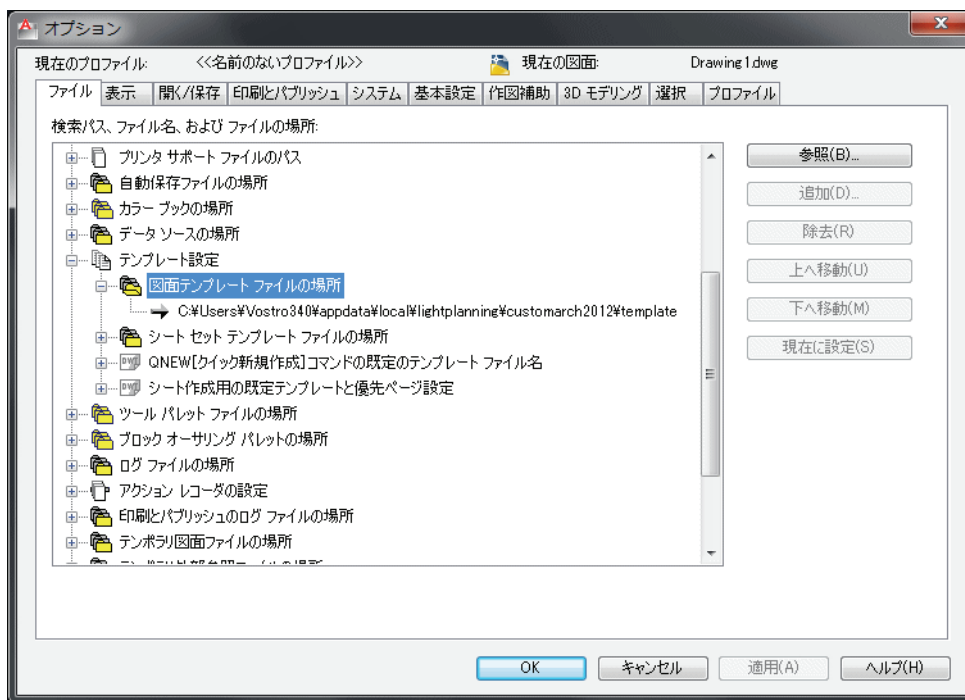 オプション
現在のプロファイル: <<名前のないプロファイル>> 現在の図面: Drawing1.dwg
ファイル 表示 開く/保存 印刷とパブリッシュ システム 基本設定 作図補助 3D モデリング 選択 プロファイル
検索パス、ファイル名、および ファイルの場所:
プリンタ サポート ファイルのパス
自動保存ファイルの場所
カラー ブックの場所
データ ソースの場所
テンプレート設定
図面テンプレート ファイルの場所
C:¥Users¥Vostro340¥appdata¥local¥lightplanning¥customarch2012¥template
シート セット テンプレート ファイルの場所
QNEW[クイック新規作成]コマンドの既定のテンプレート ファイル名
シート作成用の既定テンプレートと優先ページ設定
ツール パレット ファイルの場所
ブロック オーサリング パレットの場所
ログ ファイルの場所
アクション レコーダの設定
印刷とパブリッシュのログ ファイルの場所
テンポラリ図面ファイルの場所
参照(B)...
追加(D)...
除去(R)
上へ移動(U)
下へ移動(M)
現在に設定(S)
OK キャンセル 適用(A) ヘルプ(H)